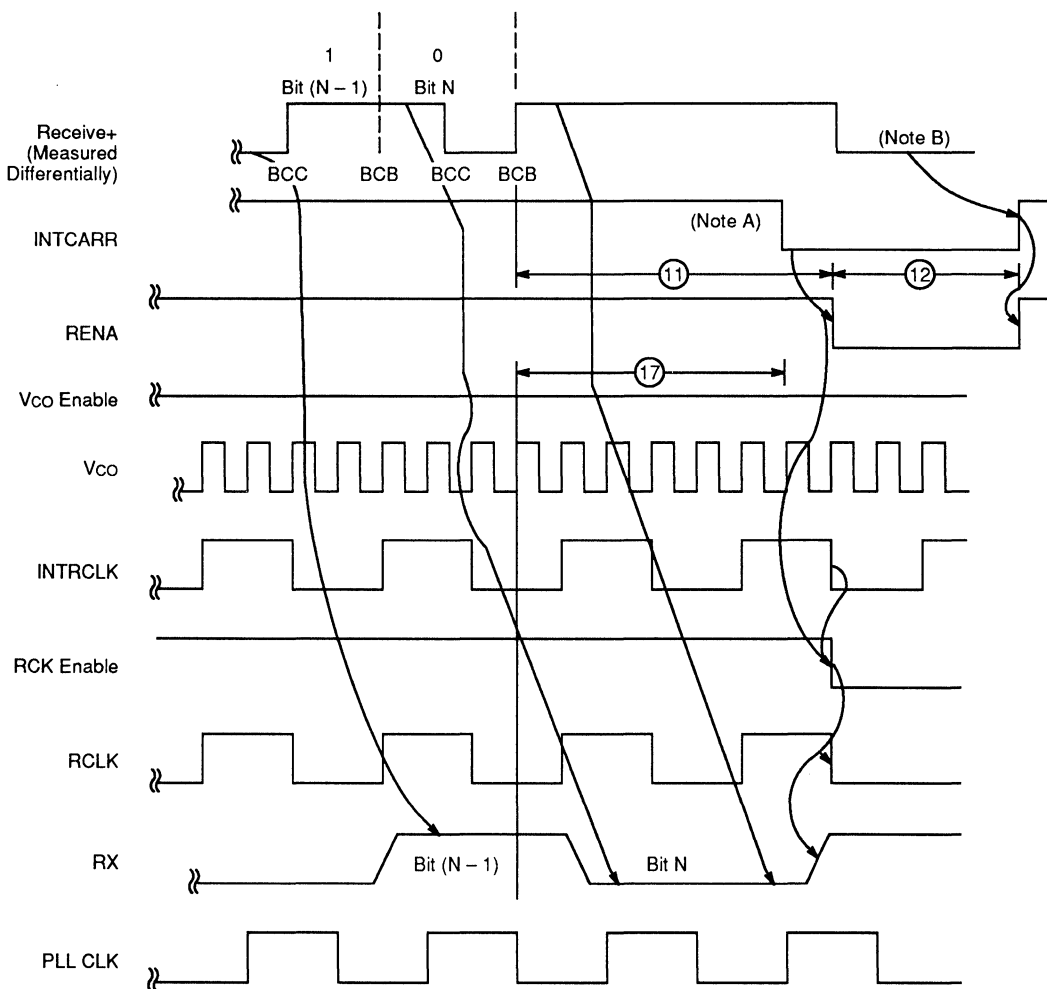 1
0
Bit (N – 1)
Bit N
Receive+
(Measured
Differentially)
(Note B)
BCC
BCB
BCC
BCB
(Note A)
INTCARR
11
12
RENA
17
VCO Enable
VCO
INTRCLK
RCK Enable
RCLK
RX
Bit (N – 1)
Bit N
PLL CLK